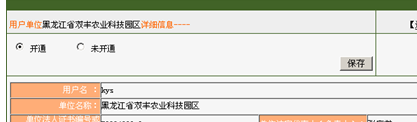 用户单位黑龙江省双丰农业科技园区详细信息----
开通 未开通
保存
用户名 : kys
单位名称: 黑龙江省双丰农业科技园区